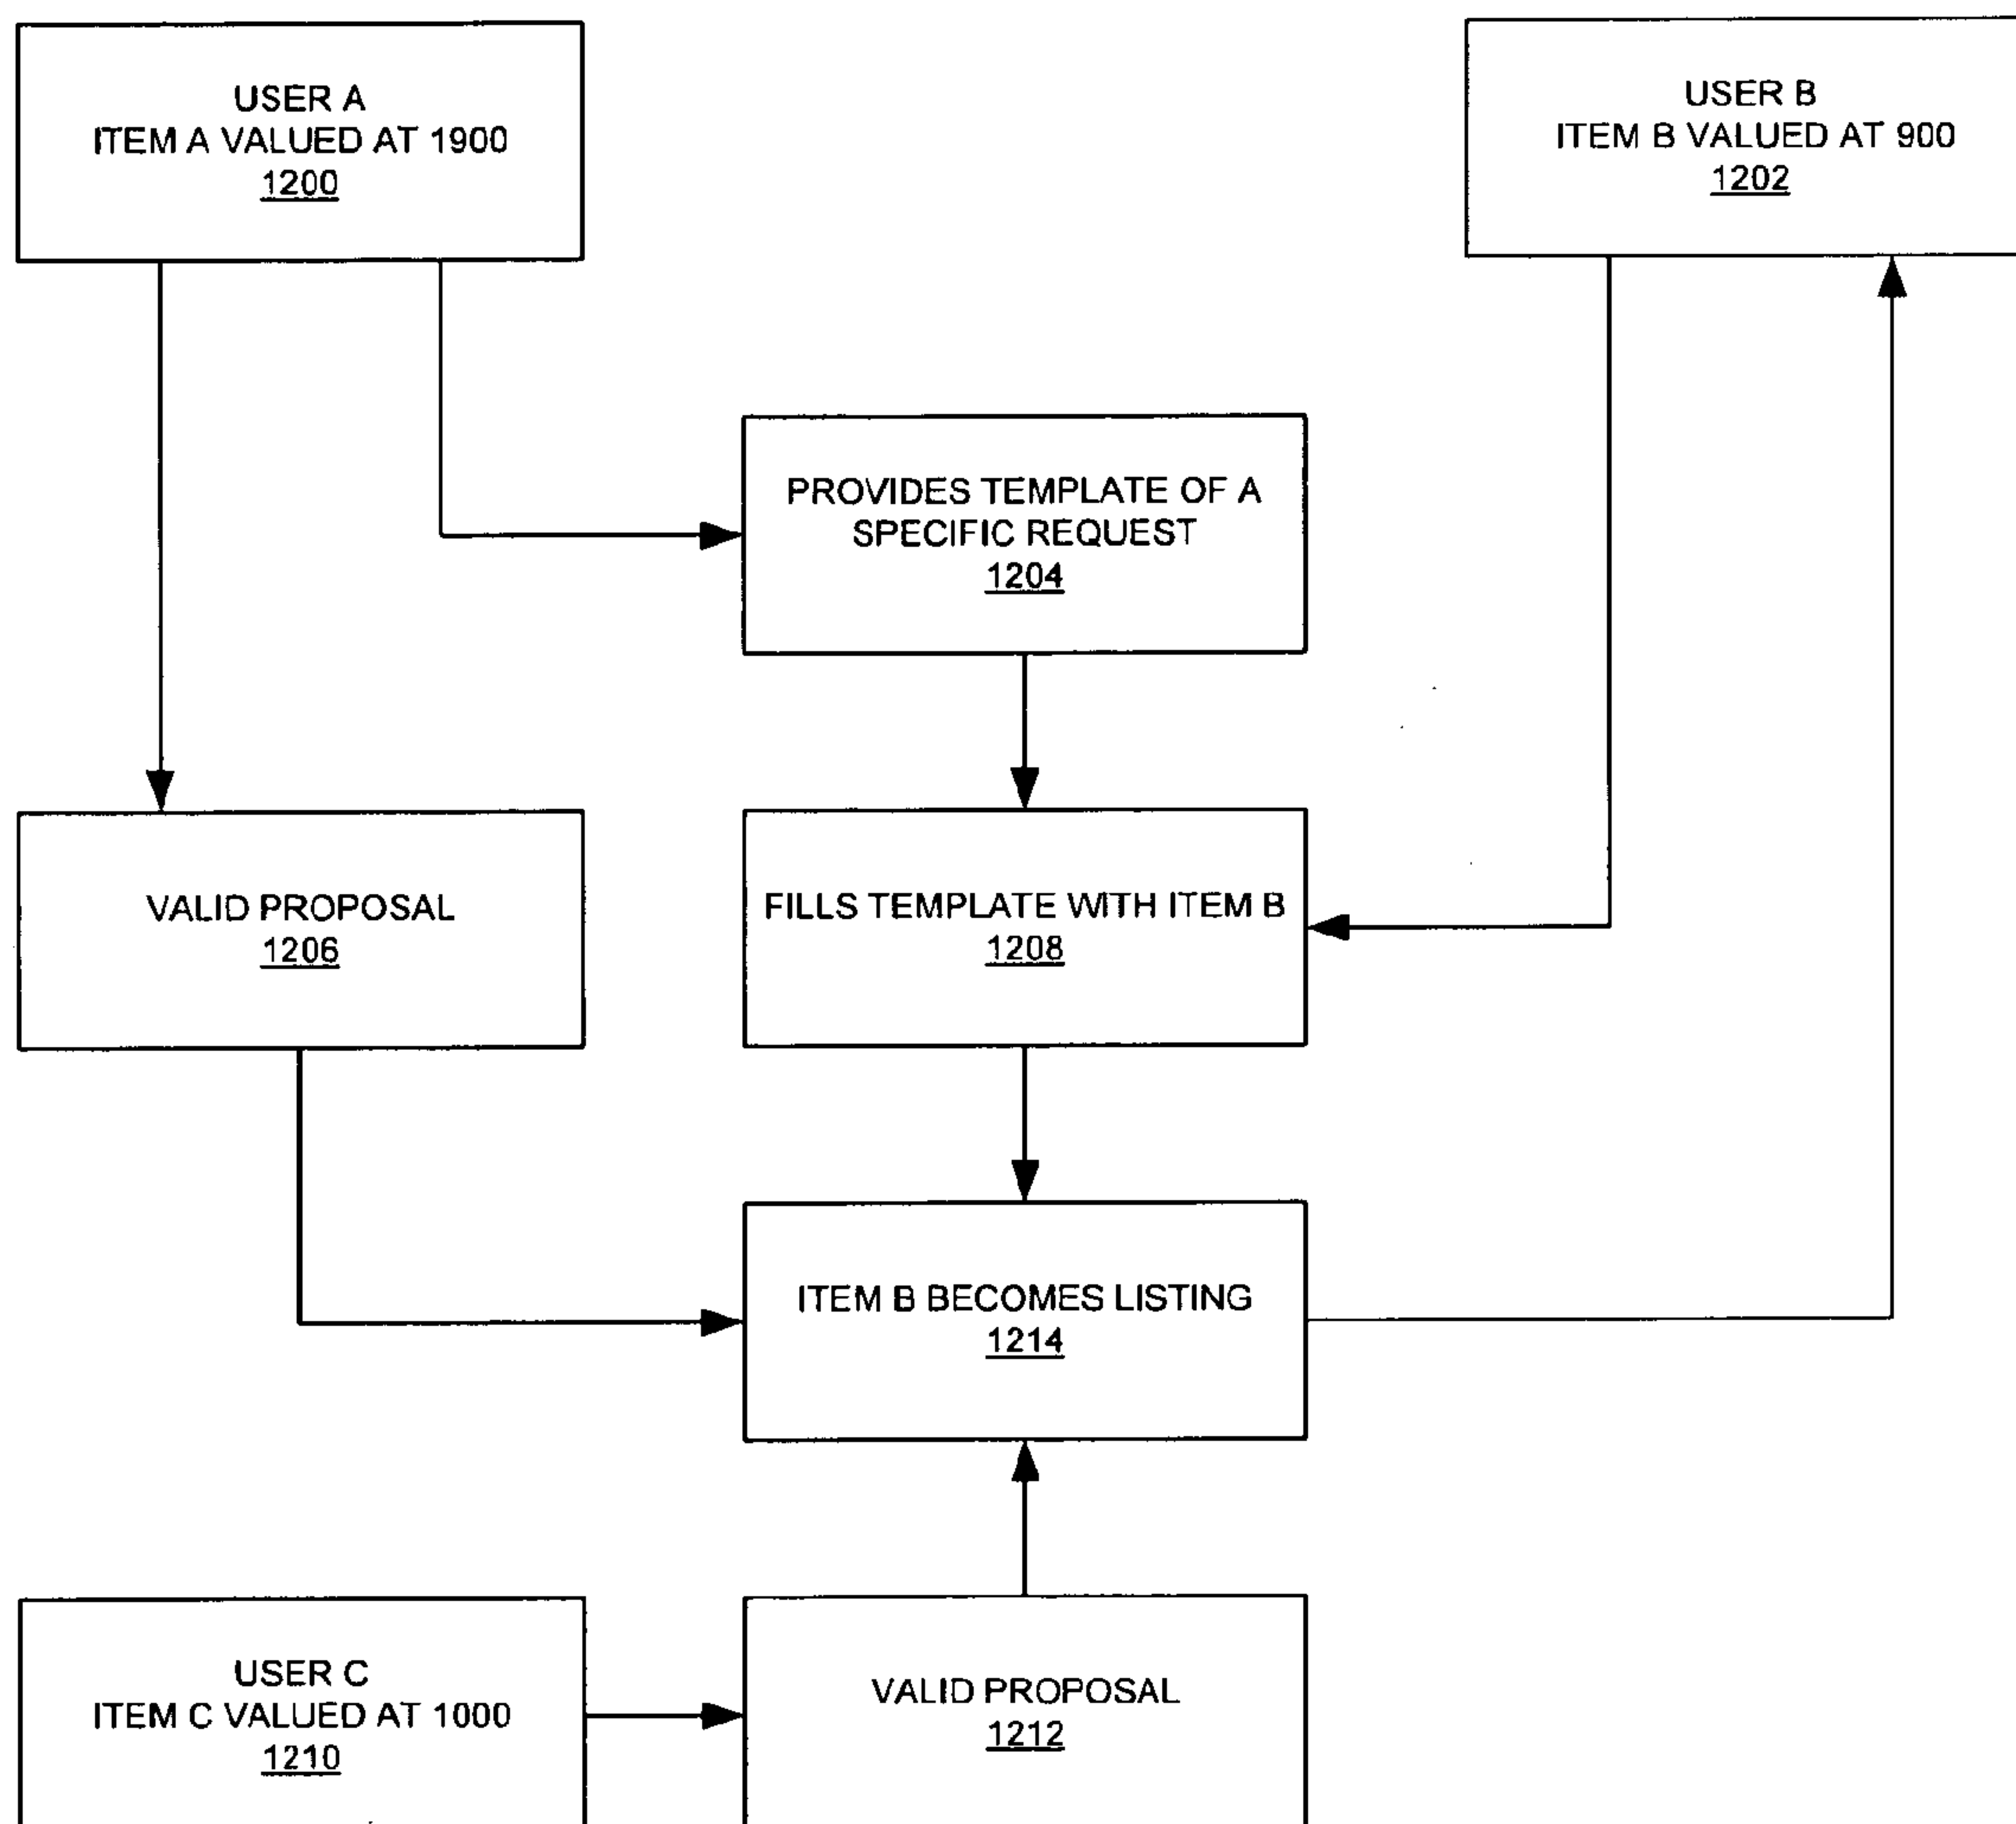 USER A
ITEM A VALUED AT 1900
1200
USER B
ITEM B VALUED AT 900
1202
PROVIDES TEMPLATE OF A
SPECIFIC REQUEST
1204
VALID PROPOSAL
1206
FILLS TEMPLATE WITH ITEM B
1208
ITEM B BECOMES LISTING
1214
USER C
ITEM C VALUED AT 1000
1210
VALID PROPOSAL
1212